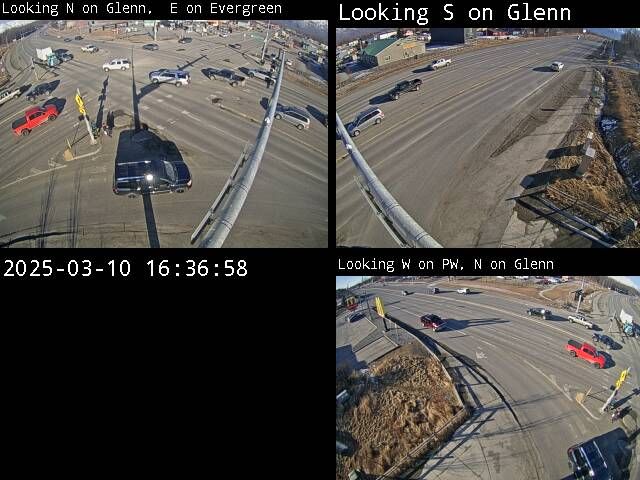 Looking N on Glenn,  E on Evergreen
Looking S on Glenn
2025-03-10 16:36:58
Looking W on PW, N on Glenn